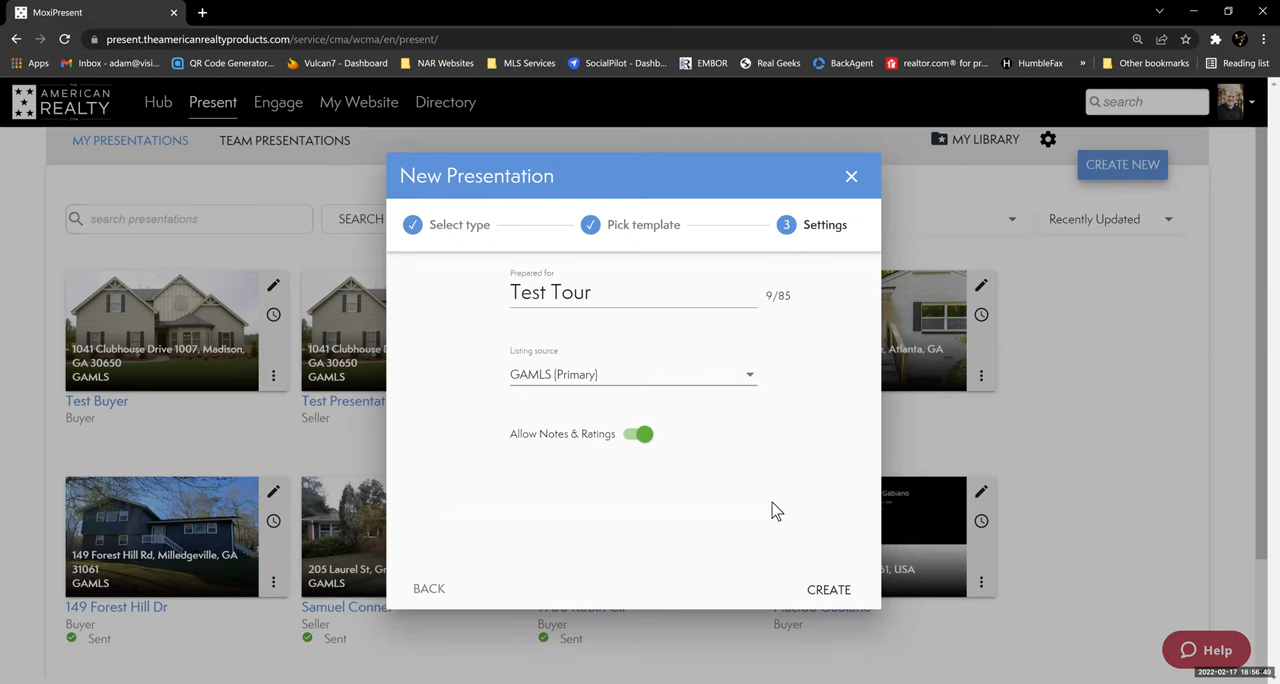 MoxiPresent
present.theamericanrealtyproducts.com/service/cma/wcma/en/present/
Apps
Inbox - adam@visi...
QR Code Generator...
Vulcan7 - Dashboard
NAR Websites
MLS Services
SocialPilot - Dashb...
EMBOR
Real Geeks
BackAgent
realtor.com® for pr...
HumbleFax
»
Other bookmarks
Reading list
THE
AMERICAN
REALTY
Hub
Present
Engage
My Website
Directory
search
MY PRESENTATIONS
TEAM PRESENTATIONS
MY LIBRARY
CREATE NEW
search presentations
SEARCH
Recently Updated
New Presentation
Select type
Pick template
3 Settings
Prepared for
Test Tour
9/85
Listing source
GAMLS (Primary)
Allow Notes & Ratings
BACK
CREATE
1041 Clubhouse Drive 1007, Madison,
GA 30650
GAMLS
Test Buyer
Buyer
1041 Clubh
GA 30650
GAMLS
Test Presentat
Seller
, Atlanta, GA
149 Forest Hill Rd, Milledgeville, GA
31061
GAMLS
149 Forest Hill Dr
Buyer
Sent
205 Laurel St, Gr
GAMLS
Samuel Conne
Seller
Sent
Buyer
Sent
Gabiano
61, USA
Buyer
Help
2022-02-17 18:56:49